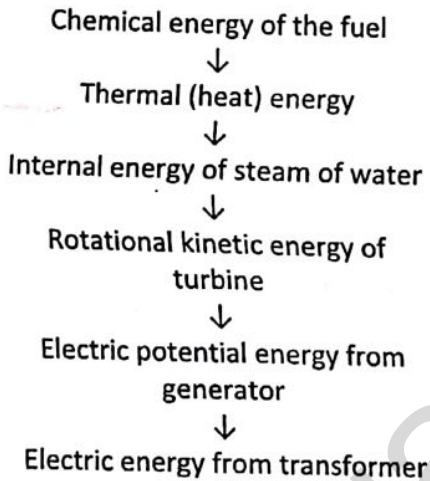 Chemical energy of the fuel
↓
Thermal (heat) energy
↓
Internal energy of steam of water
↓
Rotational kinetic energy of
turbine
↓
Electric potential energy from
generator
↓
Electric energy from transformer